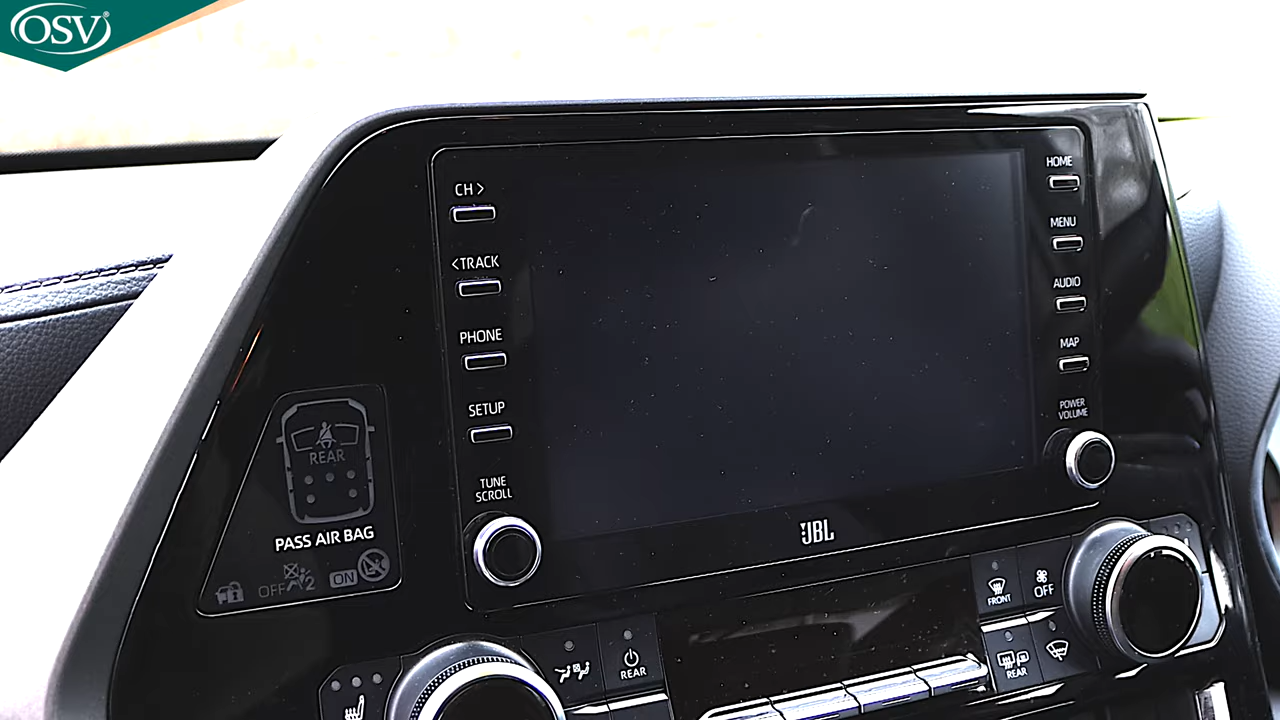 OSV®
CH >
<TRACK
PHONE
SETUP
TUNE
SCROLL
HOME
MENU
AUDIO
MAP
POWER
VOLUME
JBL
REAR
PASS AIR BAG
OFF
2
ON
FRONT
OFF
REAR
REAR